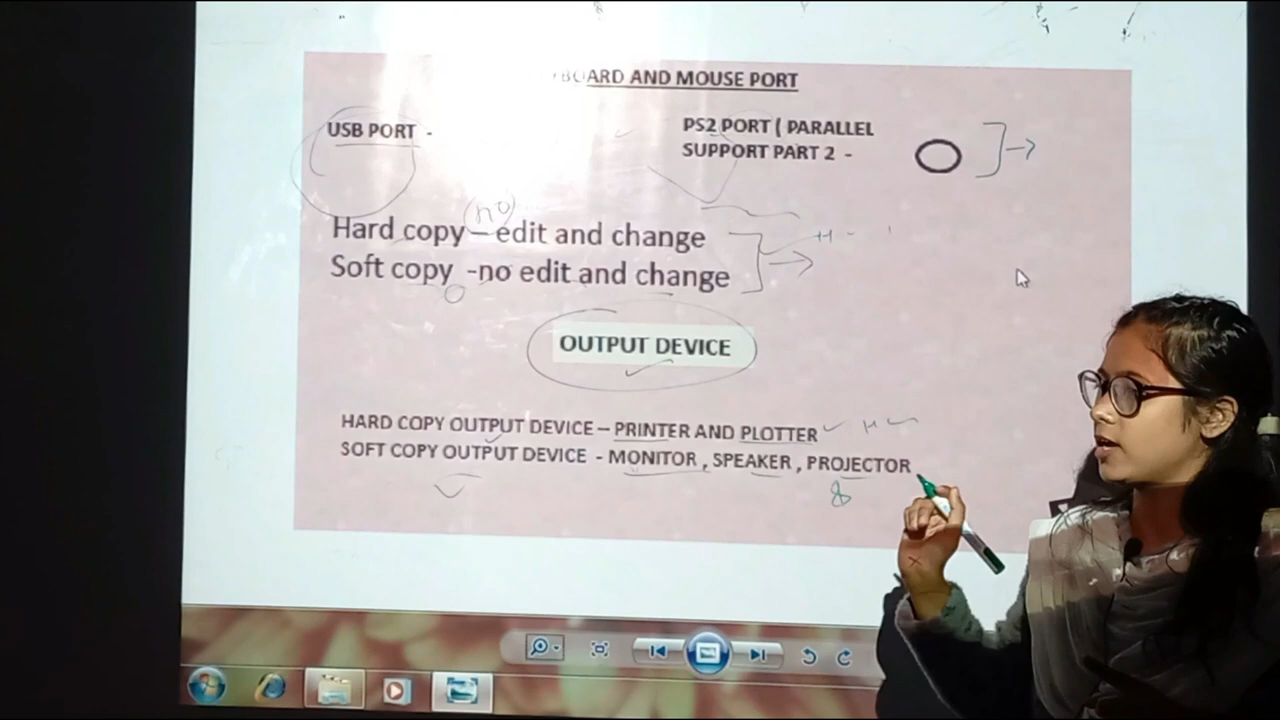 BOARD AND MOUSE PORT
USB PORT -
PS2 PORT ( PARALLEL
SUPPORT PART 2 -
no
Hard copy – edit and change
H -
Soft copy -no edit and change
OUTPUT DEVICE
HARD COPY OUTPUT DEVICE – PRINTER AND PLOTTER
H
SOFT COPY OUTPUT DEVICE - MONITOR , SPEAKER , PROJECTOR